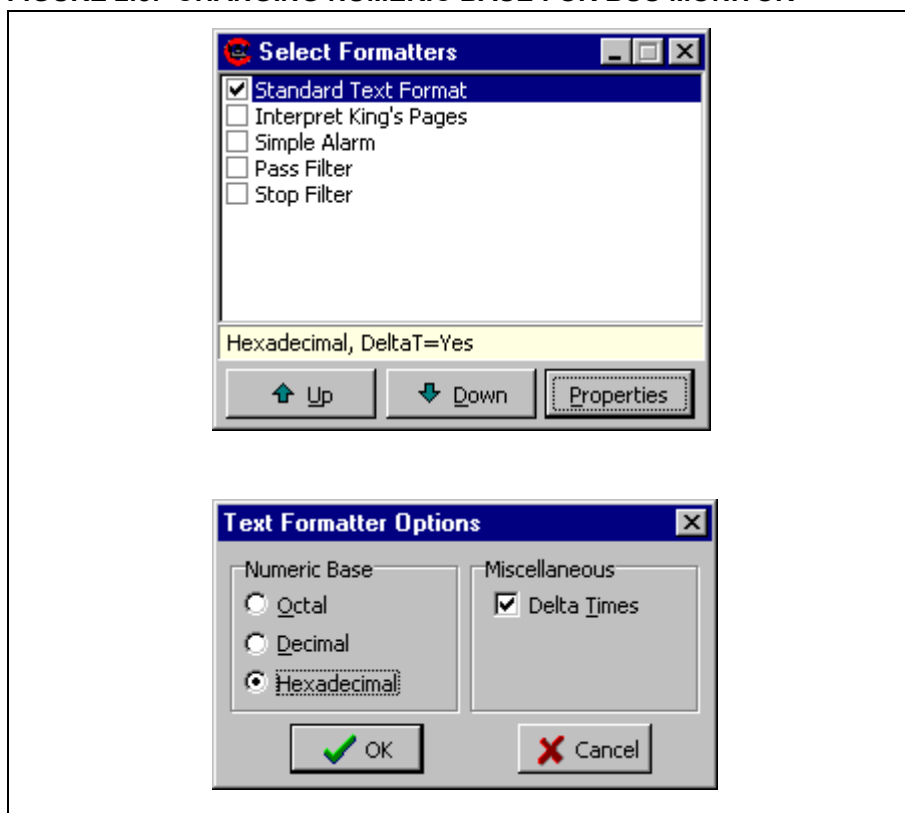 Select Formatters
Standard Text Format
Interpret King's Pages
Simple Alarm
Pass Filter
Stop Filter
Hexadecimal, DeltaT=Yes
Up Down Properties
Text Formatter Options
Numeric Base Miscellaneous
Octal Delta Times
Decimal
Hexadecimal
OK Cancel